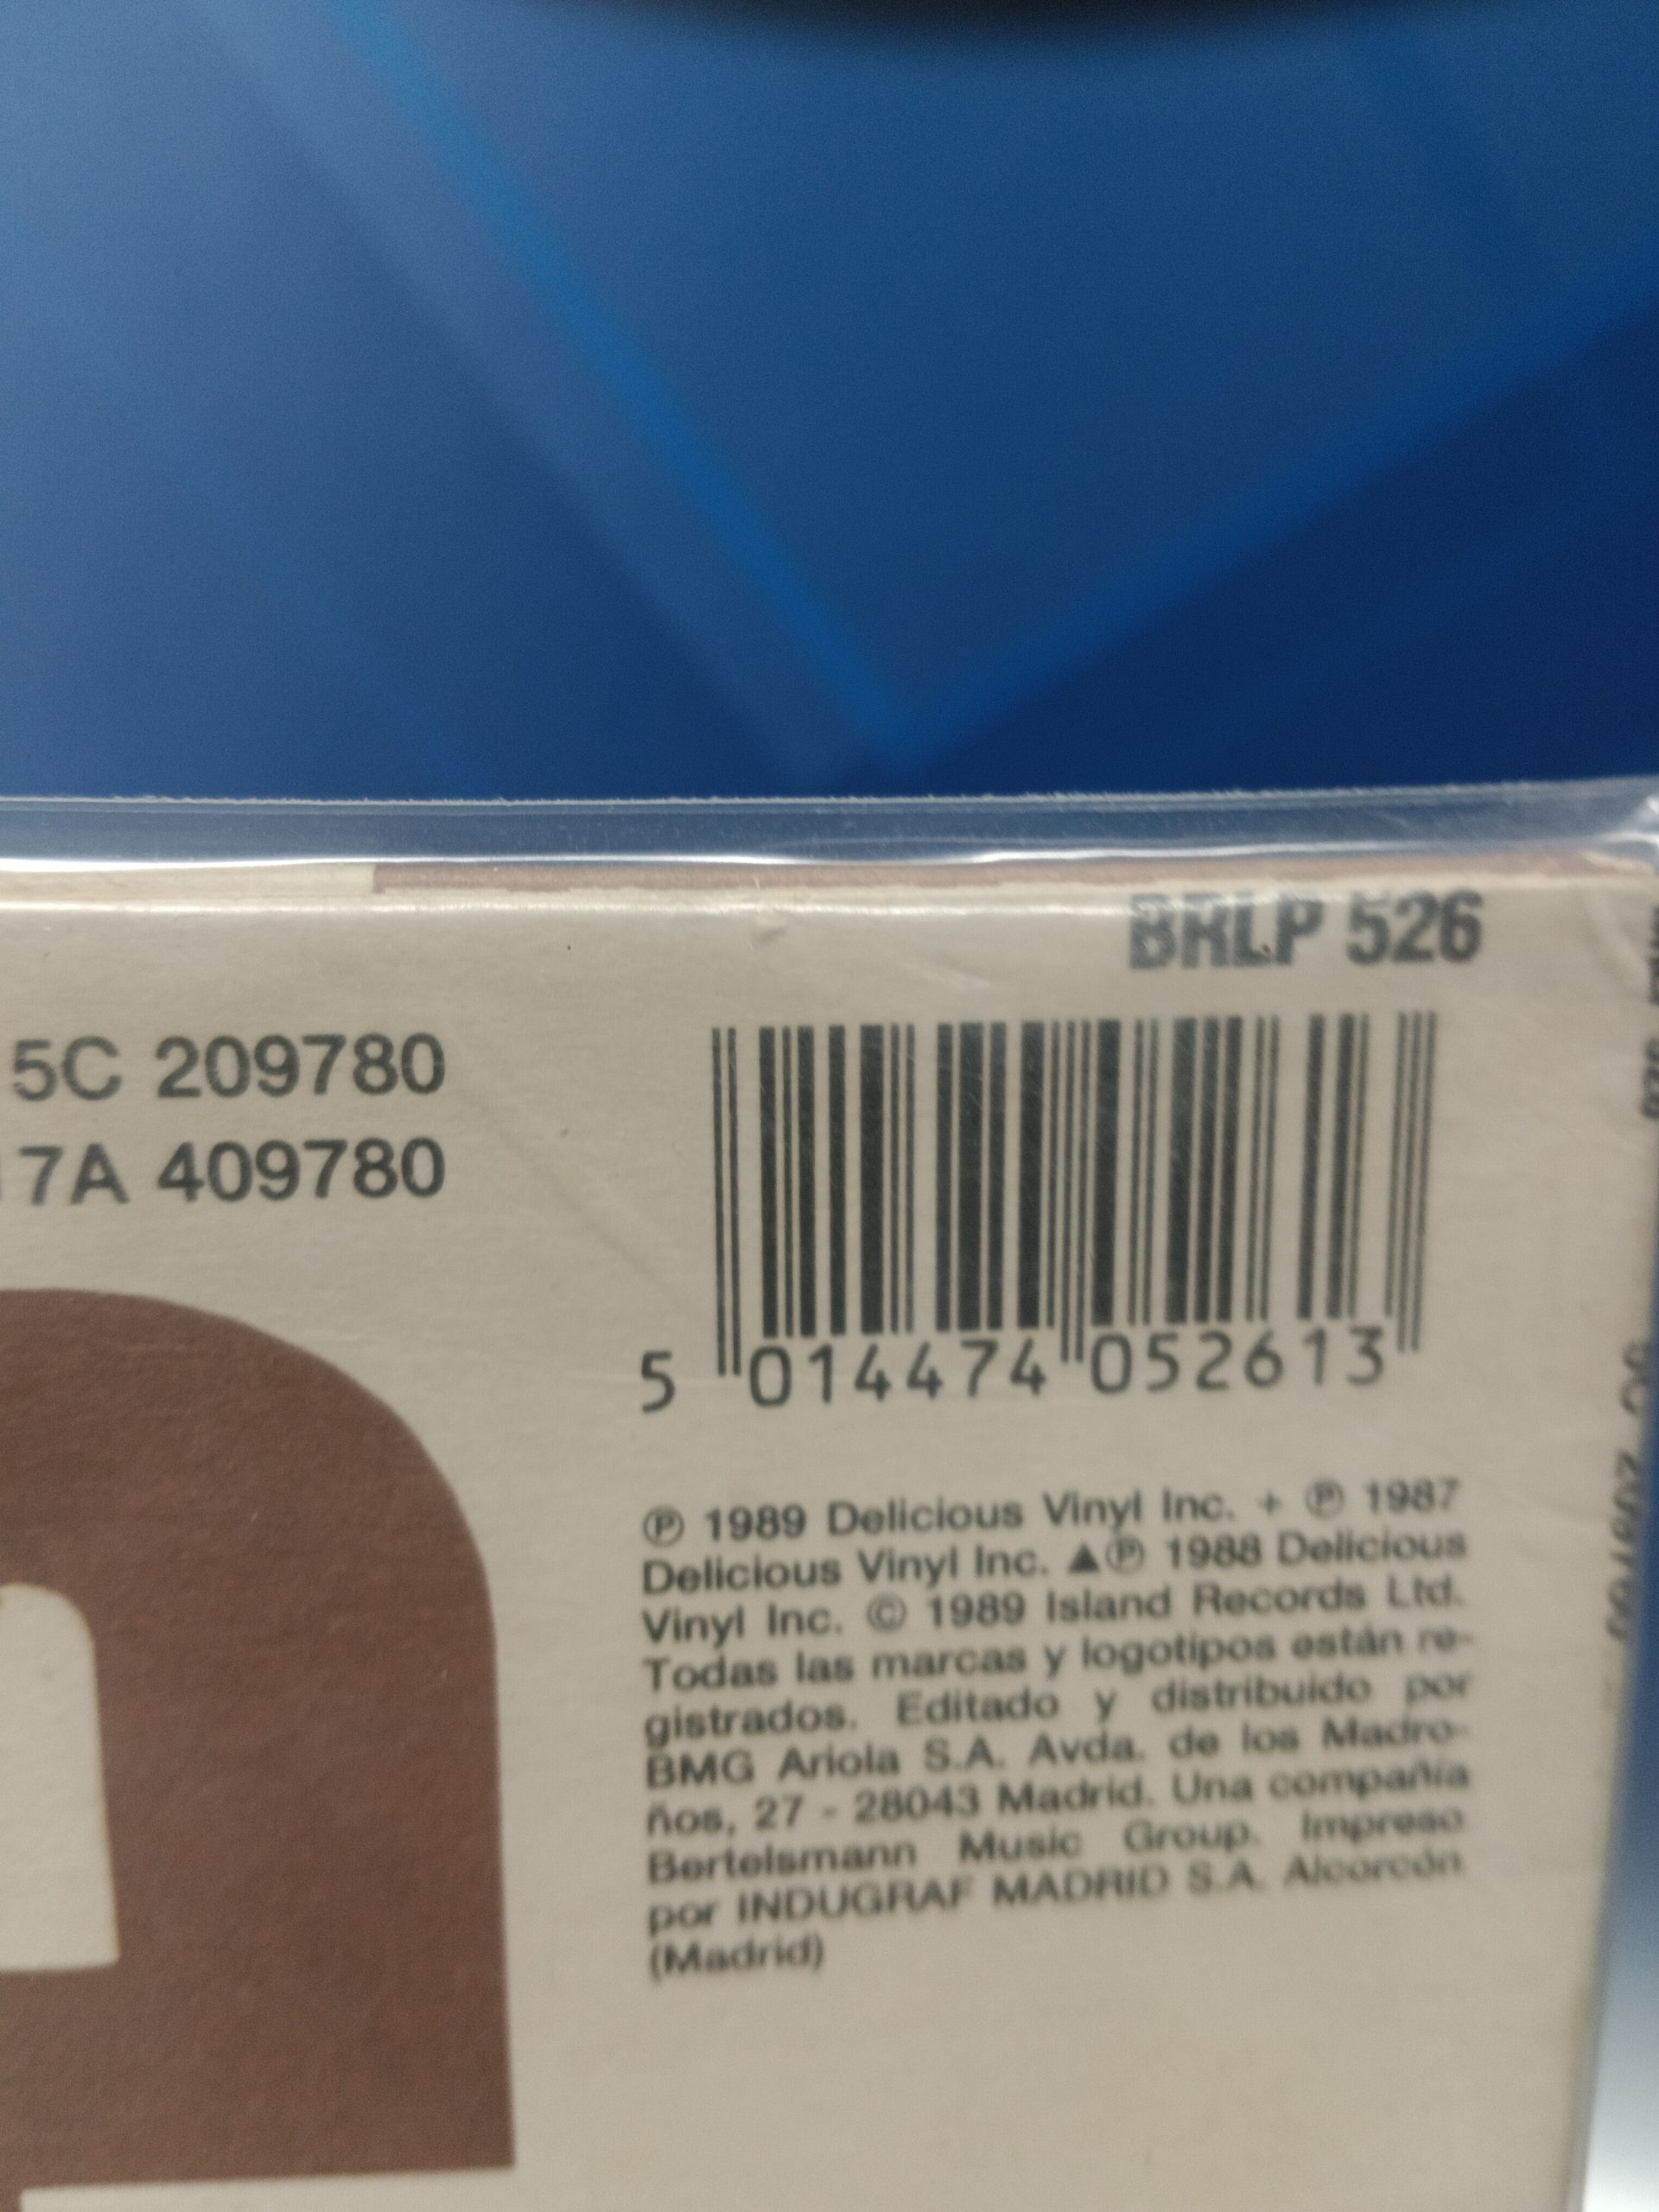 BRLP 526
5C 209780
7A 409780
5 014474 052613
℗ 1989 Delicious Vinyl Inc. + ℗ 1987
Delicious Vinyl Inc. ▲℗ 1988 Delicious
Vinyl Inc. © 1989 Island Records Ltd.
Todas las marcas y logotipos están re-
gistrados. Editado y distribuido por
BMG Ariola S.A. Avda. de los Madro-
ños, 27 - 28043 Madrid. Una compañía
Bertelsmann Music Group. Impreso
por INDUGRAF MADRID S.A. Alcorcón
(Madrid)